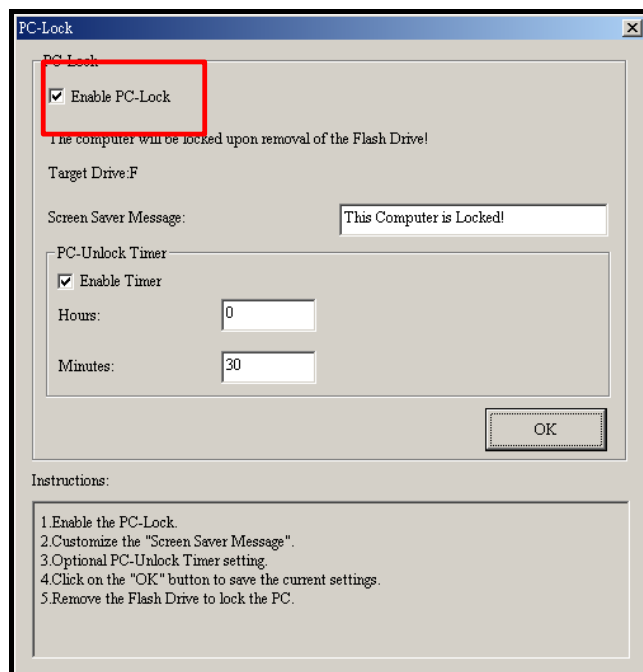 PC-Lock
PC-Lock
Enable PC-Lock
The computer will be locked upon removal of the Flash Drive!
Target Drive:F
Screen Saver Message:
This Computer is Locked!
PC-Unlock Timer
Enable Timer
Hours:
0
Minutes:
30
OK
Instructions:
1.Enable the PC-Lock.
2.Customize the "Screen Saver Message".
3.Optional PC-Unlock Timer setting.
4.Click on the "OK" button to save the current settings.
5.Remove the Flash Drive to lock the PC.